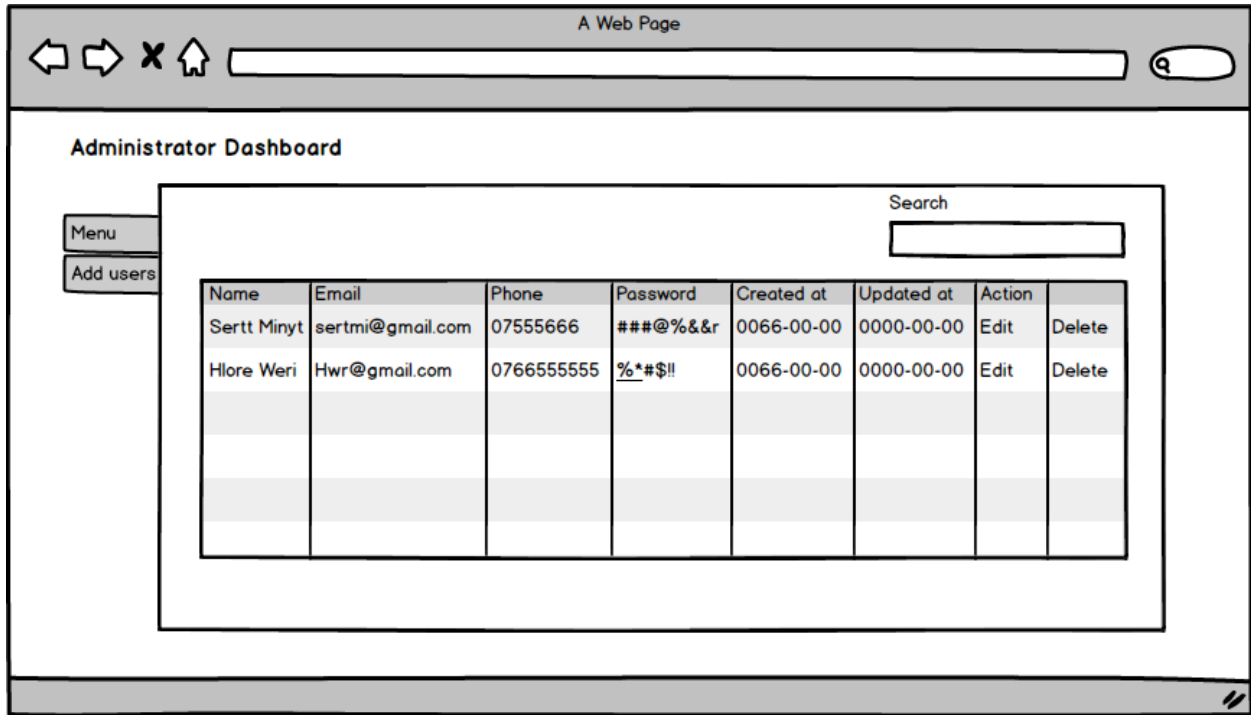 A Web Page
Administrator Dashboard
Search
Menu
Add users
Name Email Phone Password Created at Updated at Action
Sertt Minyt sertmi@gmail.com 07555666 ###@%&&r 0066-00-00 0000-00-00 Edit Delete
Hlore Weri Hwr@gmail.com 0766555555 %*#$!! 0066-00-00 0000-00-00 Edit Delete